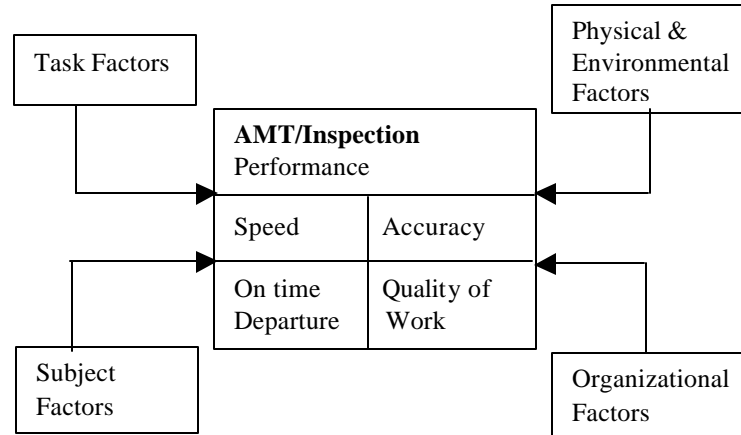 Task Factors
Physical &
Environmental
Factors
AMT/Inspection
Performance
Speed
Accuracy
On time
Departure
Quality of
Work
Subject
Factors
Organizational
Factors